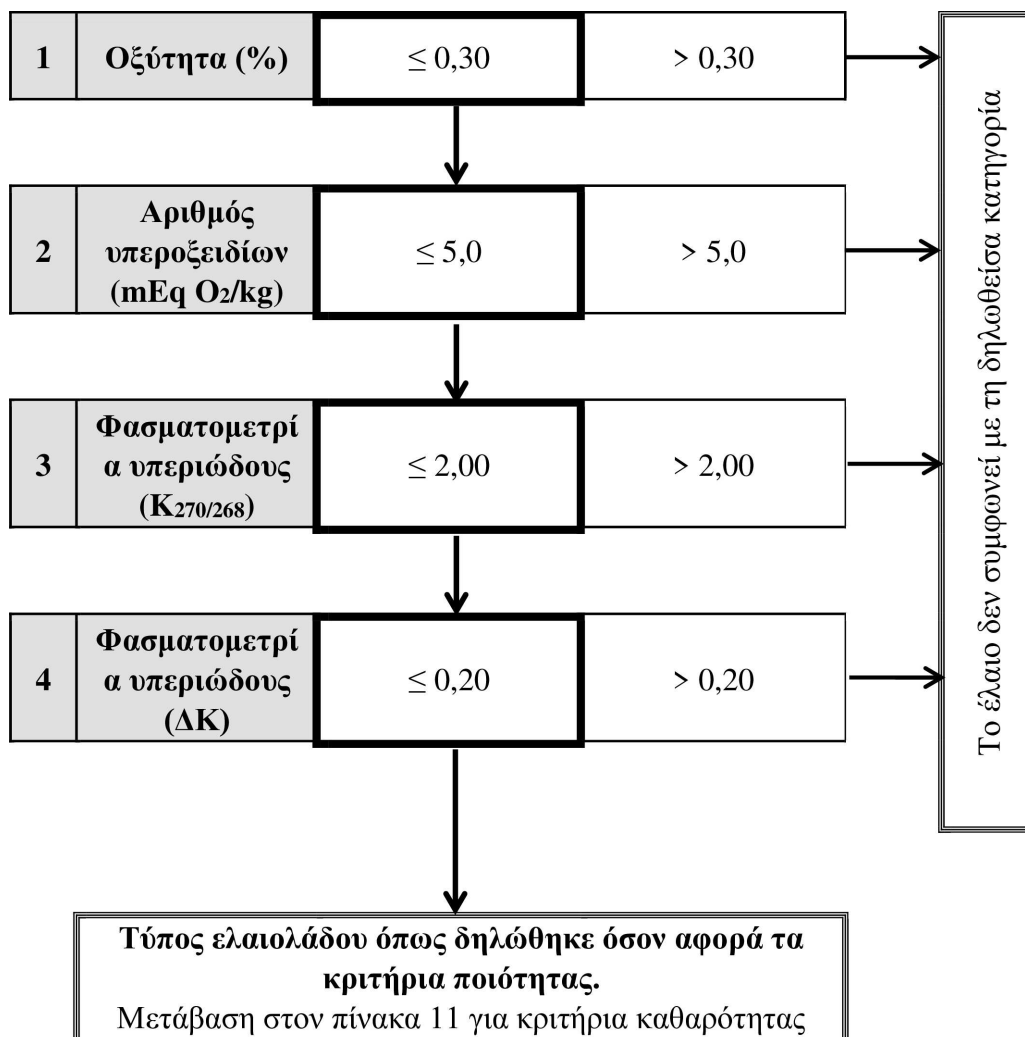 1 Οξύτητα (%) ≤ 0,30 > 0,30
2 Αριθμός
υπεροξειδίων
(mEq O2/kg) ≤ 5,0 > 5,0
3 Φασματομετρί
α υπεριώδους
(K270/268) ≤ 2,00 > 2,00
4 Φασματομετρί
α υπεριώδους
(ΔΚ) ≤ 0,20 > 0,20
Το έλαιο δεν συμφωνεί με τη δηλωθείσα κατηγορία
Τύπος ελαιολάδου όπως δηλώθηκε όσον αφορά τα
κριτήρια ποιότητας.
Μετάβαση στον πίνακα 11 για κριτήρια καθαρότητας